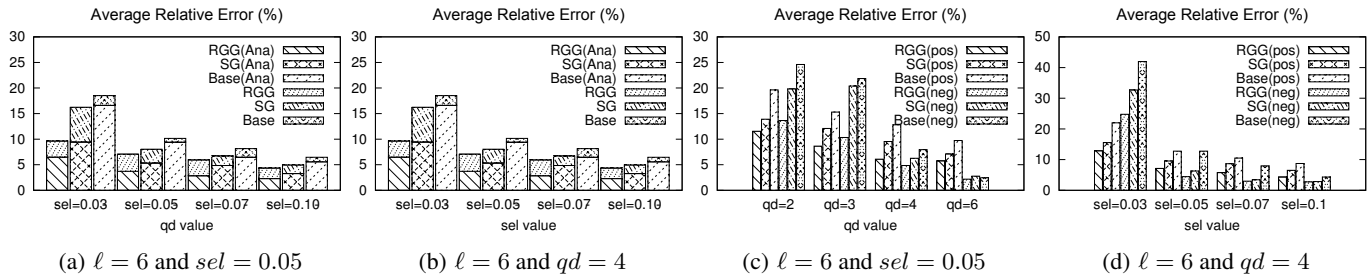 Average Relative Error (%)
30
25
20
15
10
5
0
RGG(Ana)
SG(Ana)
Base(Ana)
RGG
SG
Base
sel=0.03 sel=0.05 sel=0.07 sel=0.19
qd value
(a) ℓ = 6 and sel = 0.05
Average Relative Error (%)
30
25
20
15
10
5
0
RGG(Ana)
SG(Ana)
Base(Ana)
RGG
SG
Base
sel=0.03 sel=0.05 sel=0.07 sel=0.19
sel value
(b) ℓ = 6 and qd = 4
Average Relative Error (%)
30
25
20
15
10
5
0
RGG(pos)
SG(pos)
Base(pos)
RGG(neg)
SG(neg)
Base(neg)
qd=2 qd=3 qd=4 qd=6
qd value
(c) ℓ = 6 and sel = 0.05
Average Relative Error (%)
50
40
30
20
10
0
RGG(pos)
SG(pos)
Base(pos)
RGG(neg)
SG(neg)
Base(neg)
sel=0.03 sel=0.05 sel=0.07 sel=0.1
sel value
(d) ℓ = 6 and qd = 4